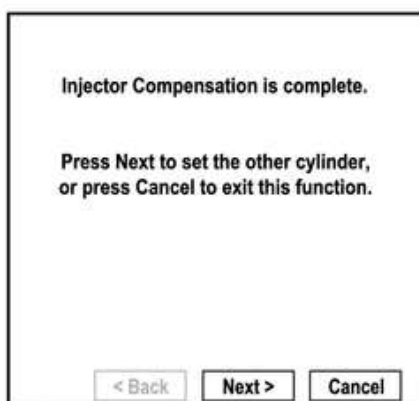 Injector Compensation is complete.
Press Next to set the other cylinder,
or press Cancel to exit this function.
< Back Next > Cancel